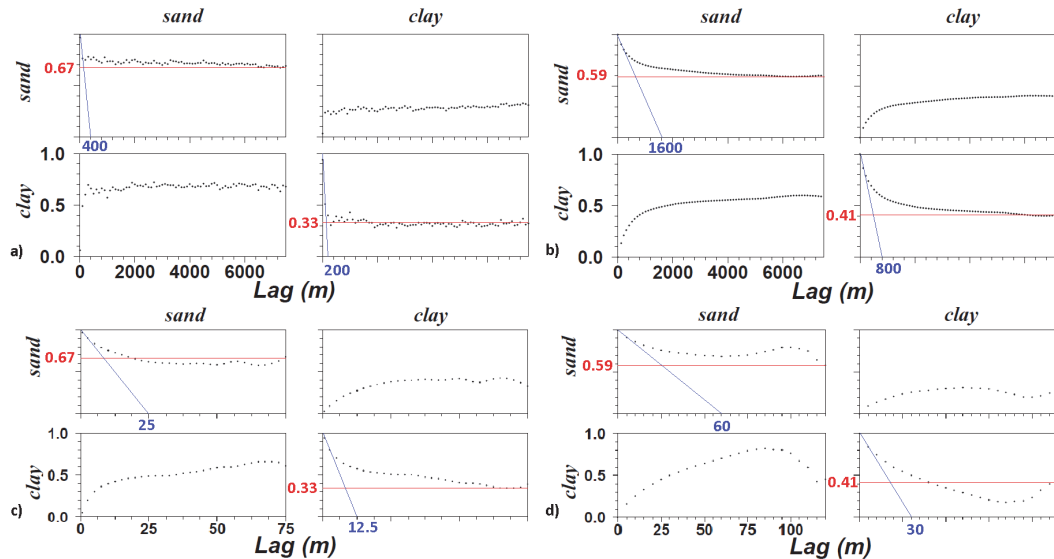 sand clay
sand
0.67
400
clay
1.0
0.5
0.0
0.33
200
a)
0 2000 4000 6000
Lag (m)
sand clay
sand
0.59
1600
clay
1.0
0.5
0.0
0.41
800
b)
0 2000 4000 6000
Lag (m)
sand clay
sand
0.67
25
clay
1.0
0.5
0.0
0.33
12.5
c)
0 25 50 75
Lag (m)
sand clay
sand
0.59
60
clay
1.0
0.5
0.0
0.41
30
d)
0 25 50 75 100
Lag (m)